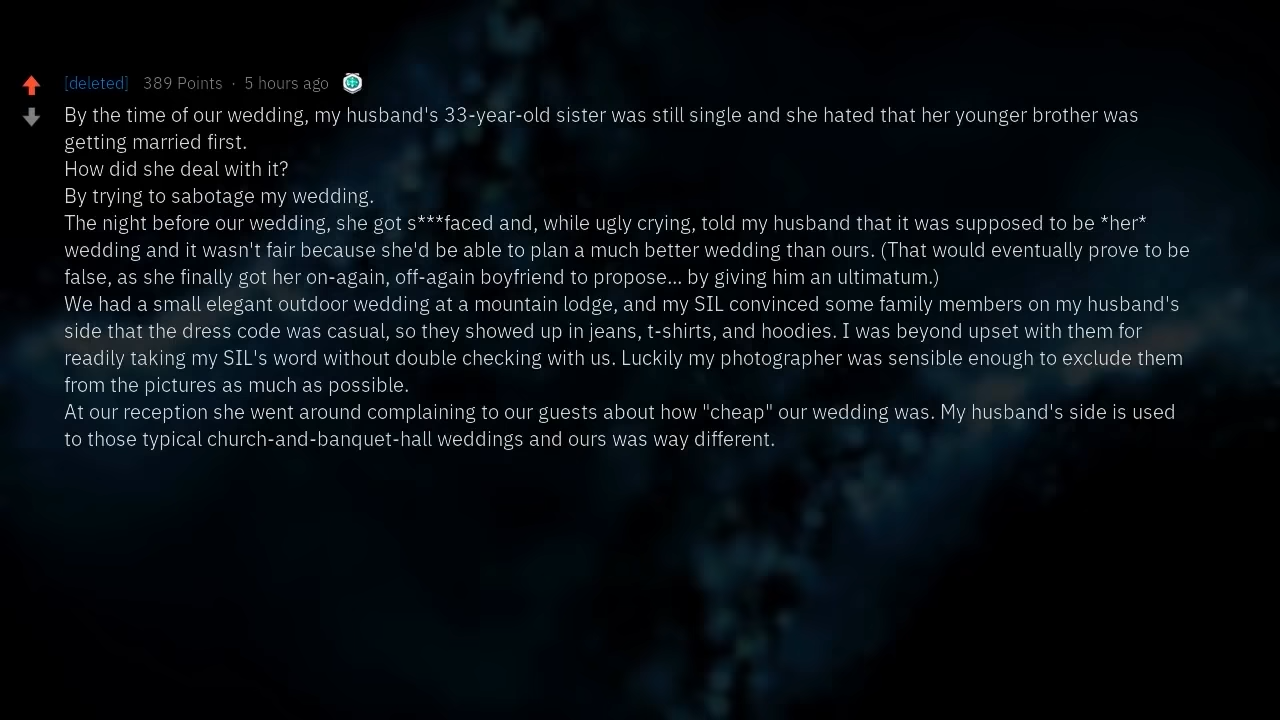 [deleted] 389 Points · 5 hours ago
By the time of our wedding, my husband's 33-year-old sister was still single and she hated that her younger brother was
getting married first.
How did she deal with it?
By trying to sabotage my wedding.
The night before our wedding, she got s***faced and, while ugly crying, told my husband that it was supposed to be *her*
wedding and it wasn't fair because she'd be able to plan a much better wedding than ours. (That would eventually prove to be
false, as she finally got her on-again, off-again boyfriend to propose... by giving him an ultimatum.)
We had a small elegant outdoor wedding at a mountain lodge, and my SIL convinced some family members on my husband's
side that the dress code was casual, so they showed up in jeans, t-shirts, and hoodies. I was beyond upset with them for
readily taking my SIL's word without double checking with us. Luckily my photographer was sensible enough to exclude them
from the pictures as much as possible.
At our reception she went around complaining to our guests about how "cheap" our wedding was. My husband's side is used
to those typical church-and-banquet-hall weddings and ours was way different.